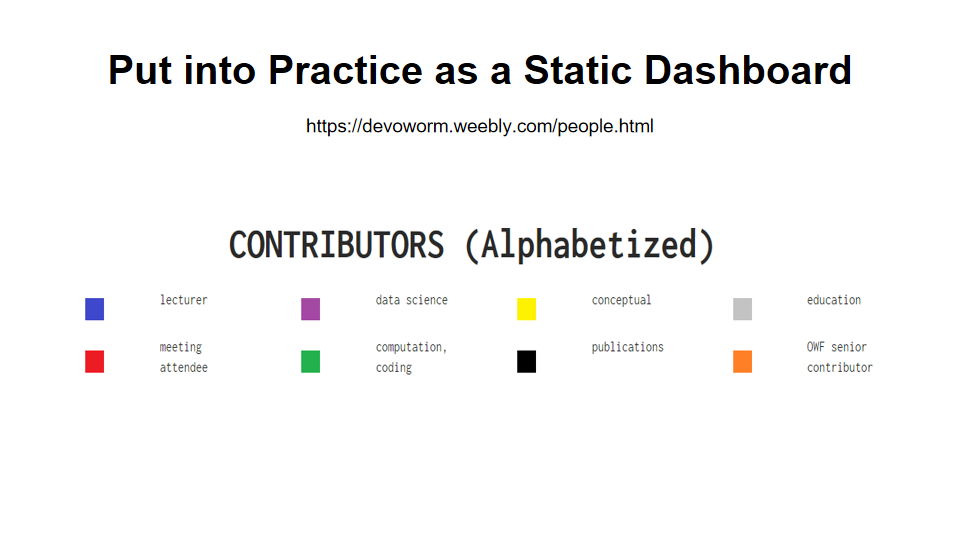 Put into Practice as a Static Dashboard
https://devoworm.weebly.com/people.html
CONTRIBUTORS (Alphabetized)
lecturer
data science
conceptual
education
meeting
attendee
computation,
coding
publications
OWF senior
contributor